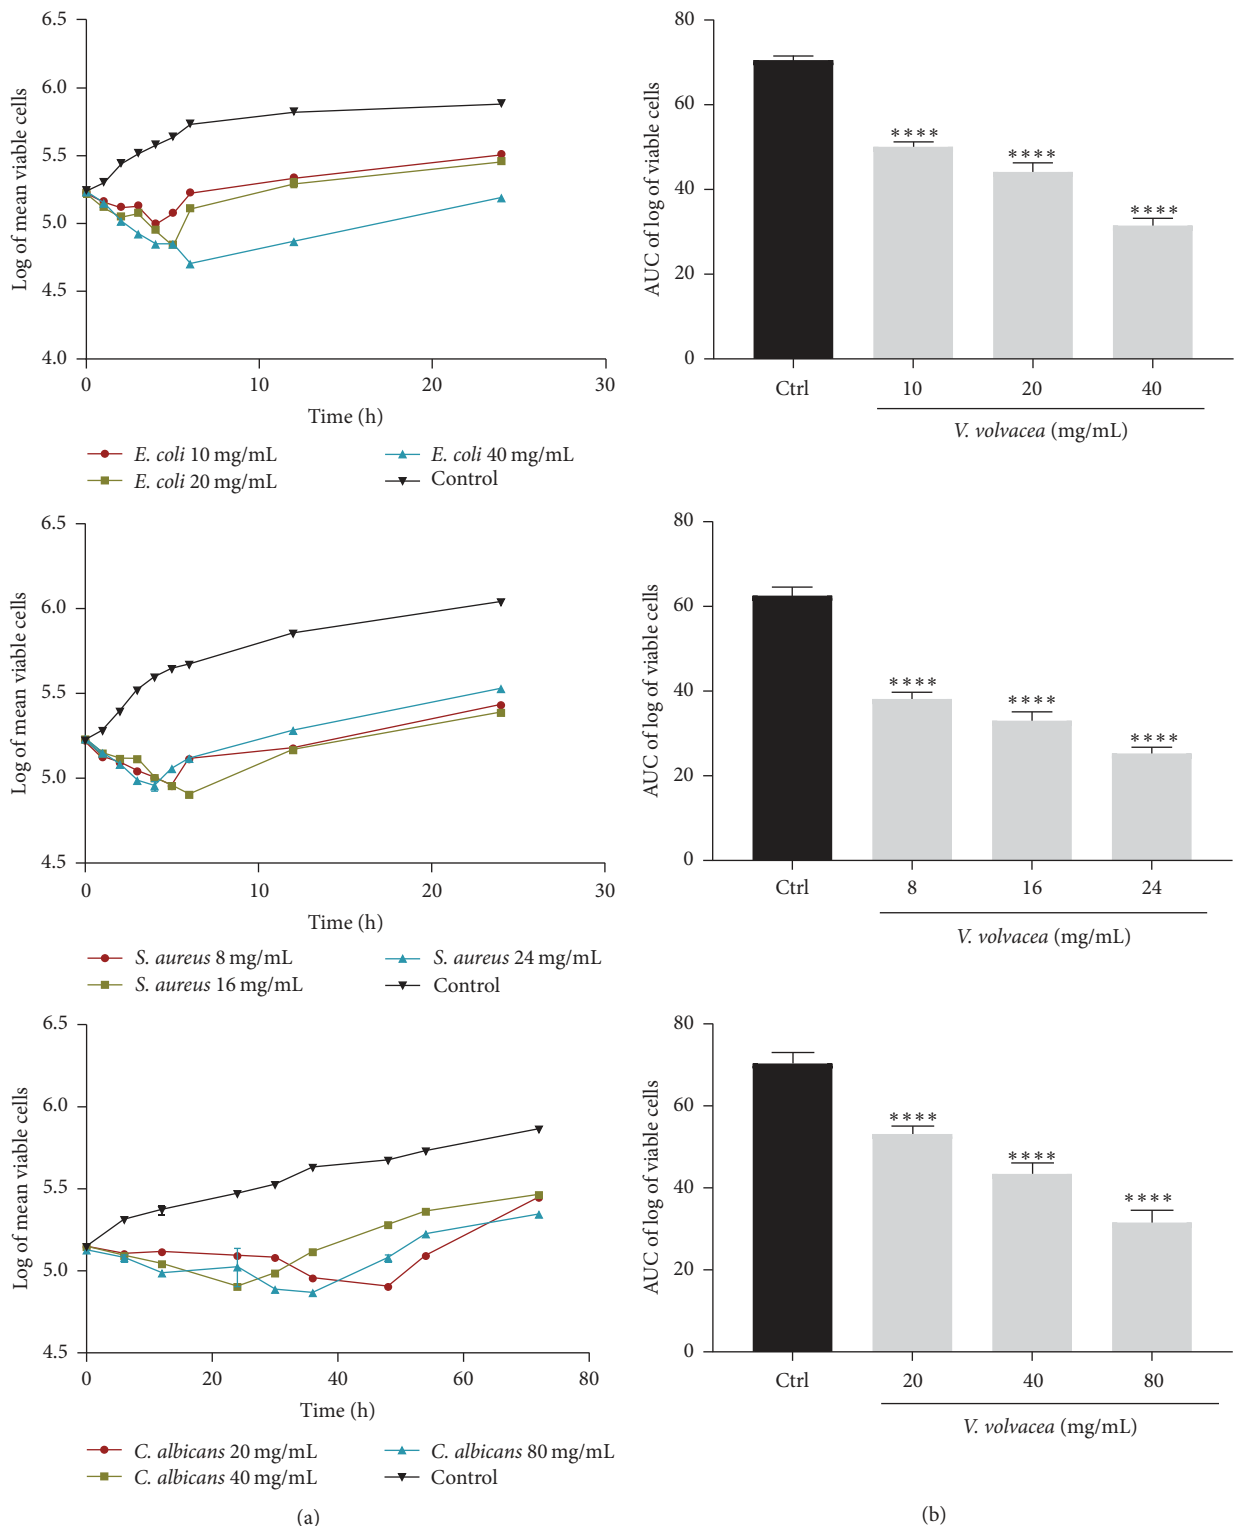 6.5
6.0
5.5
5.0
4.5
4.0
Log of mean viable cells
0
10
20
30
Time (h)
E. coli 10 mg/mL
E. coli 20 mg/mL
E. coli 40 mg/mL
Control
80
60
40
20
0
AUC of log of viable cells
****
****
****
Ctrl
10
20
40
V. volvacea (mg/mL)
6.5
6.0
5.5
5.0
4.5
Log of mean viable cells
0
10
20
30
Time (h)
S. aureus 8 mg/mL
S. aureus 16 mg/mL
S. aureus 24 mg/mL
Control
80
60
40
20
0
AUC of log of viable cells
****
****
****
Ctrl
8
16
24
V. volvacea (mg/mL)
6.5
6.0
5.5
5.0
4.5
Log of mean viable cells
0
20
40
60
80
Time (h)
C. albicans 20 mg/mL
C. albicans 40 mg/mL
C. albicans 80 mg/mL
Control
(a)
80
60
40
20
0
AUC of log of viable cells
****
****
****
Ctrl
20
40
80
V. volvacea (mg/mL)
(b)